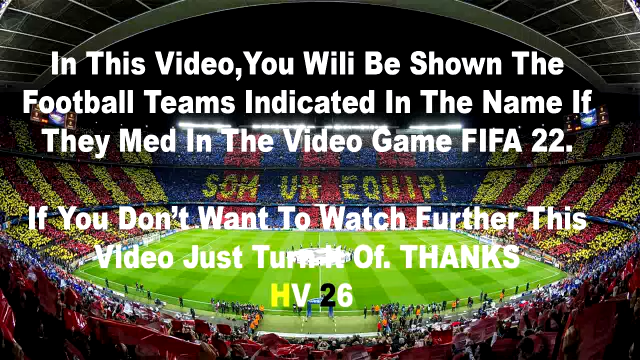 In This Video,You Wili Be Shown The
Football Teams Indicated In The Name If
They Med In The Video Game FIFA 22.
SOM UN EQUIP!
If You Don’t Want To Watch Further This
Video Just Turn It Of. THANKS
HV 26